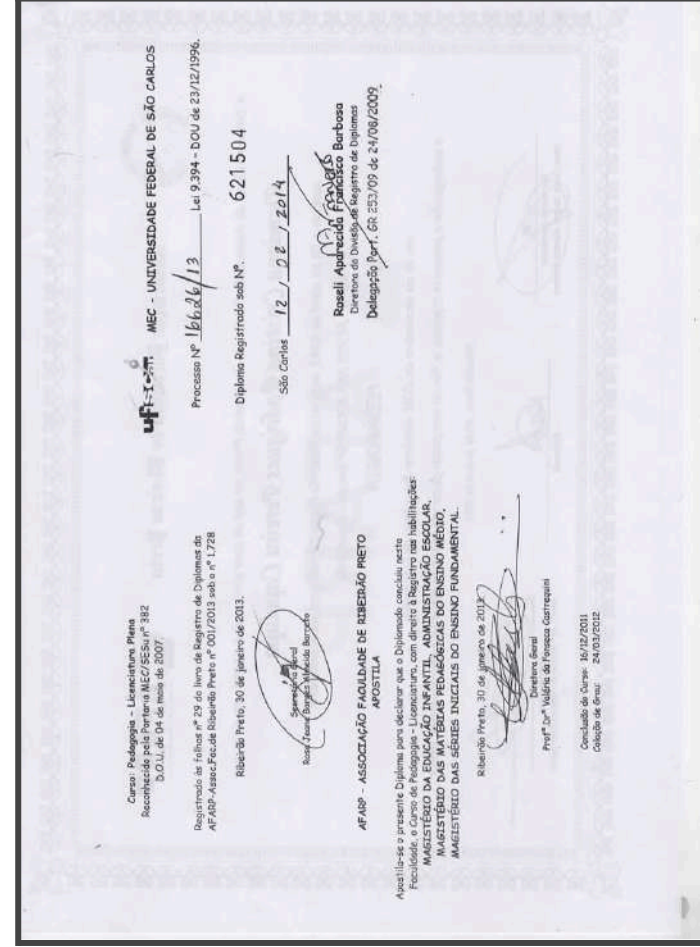 Curso: Pedagogia - Licenciatura Plena
Reconhecido pela Portaria MEC/SESu nº 382
D.O.U. de 04 de maio de 2007.
Registrado às folhas nº 29 do livro de Registro de Diplomas da
AFARP-Assoc.Fac.de Ribeirão Preto nº 001/2013 sob o nº 1.728
Ribeirão Preto, 30 de janeiro de 2013.
Secretária Geral
AFARP - ASSOCIAÇÃO FACULDADE DE RIBEIRÃO PRETO
APOSTILA
Apostila-se o presente Diploma para declarar que o Diplomado concluiu nesta
Faculdade, o Curso de Pedagogia - Licenciatura, com direito à Registro nas habilitações:
MAGISTÉRIO DA EDUCAÇÃO INFANTIL, ADMINISTRAÇÃO ESCOLAR,
MAGISTÉRIO DAS MATÉRIAS PEDAGÓGICAS DO ENSINO MÉDIO,
MAGISTÉRIO DAS SÉRIES INICIAIS DO ENSINO FUNDAMENTAL.
Ribeirão Preto, 30 de janeiro de 2013
Diretora Geral
Profª Drª Valéria da Fonseca Castrequini
Conclusão do Curso: 16/12/2011
Colação de Grau: 24/03/2012
MEC - UNIVERSIDADE FEDERAL DE SÃO CARLOS
Processo Nº 16626/13 Lei 9.394 - DOU de 23/12/1996.
Diploma Registrado sob Nº. 621504
São Carlos 12 / 02 / 2014
Roseli Aparecida Francisco Barbosa
Diretora da Divisão de Registro de Diplomas
Delegação Port. GR 253/09 de 24/08/2009.